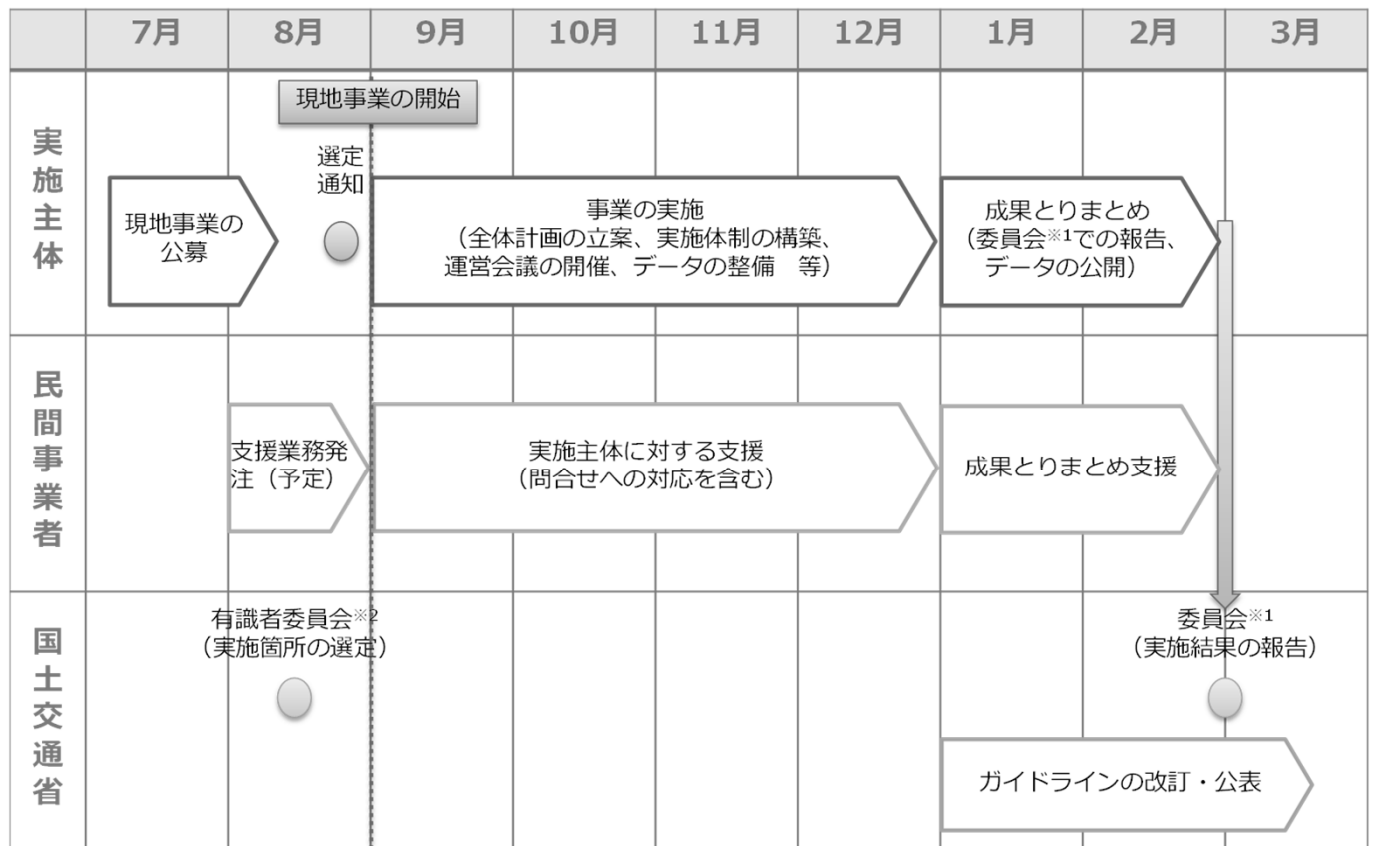 7月 8月 9月 10月 11月 12月 1月 2月 3月
実施主体
現地事業の開始
選定
通知
現地事業の
公募
事業の実施
（全体計画の立案、実施体制の構築、
運営会議の開催、データの整備　等）
成果とりまとめ
（委員会※1での報告、
データの公開）
民間事業者
支援業務発
注（予定）
実施主体に対する支援
（問合せへの対応を含む）
成果とりまとめ支援
国土交通省
有識者委員会※2
（実施箇所の選定）
委員会※1
（実施結果の報告）
ガイドラインの改訂・公表